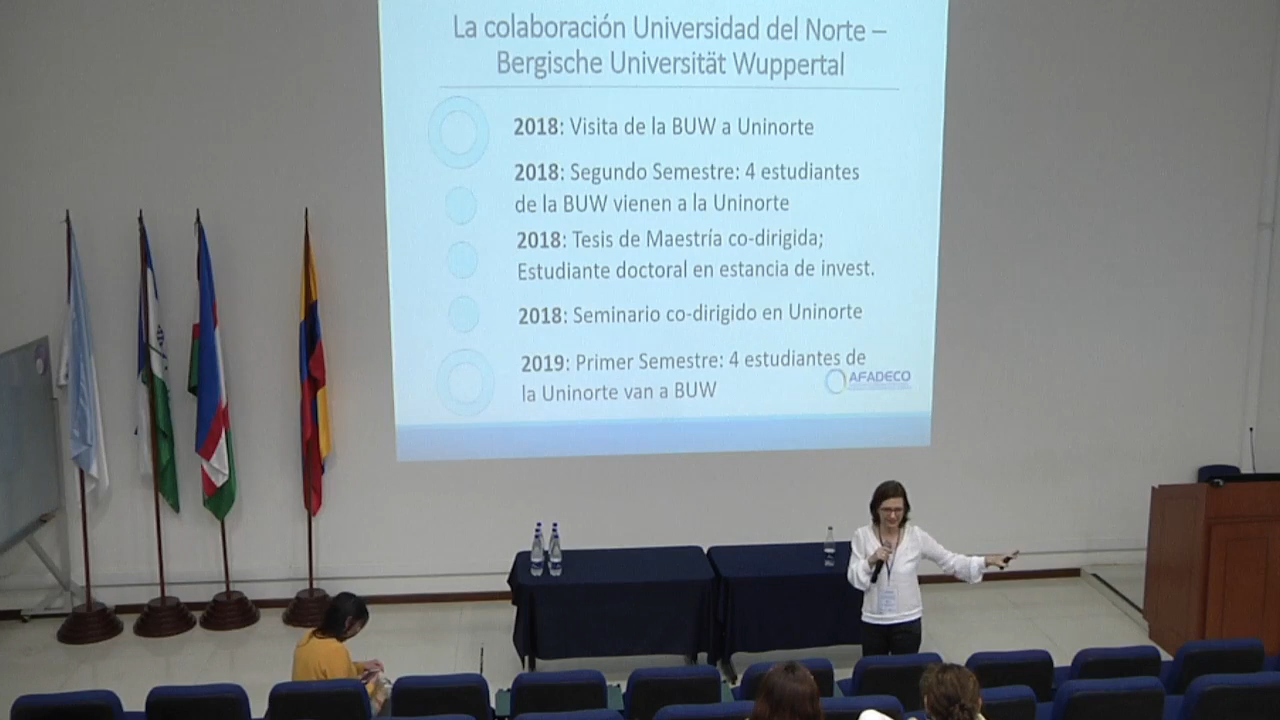 La colaboración Universidad del Norte –
Bergische Universität Wuppertal
2018: Visita de la BUW a Uninorte
2018: Segundo Semestre: 4 estudiantes
de la BUW vienen a la Uninorte
2018: Tesis de Maestría co-dirigida;
Estudiante doctoral en estancia de invest.
2018: Seminario co-dirigido en Uninorte
2019: Primer Semestre: 4 estudiantes de
la Uninorte van a BUW
AFADECO